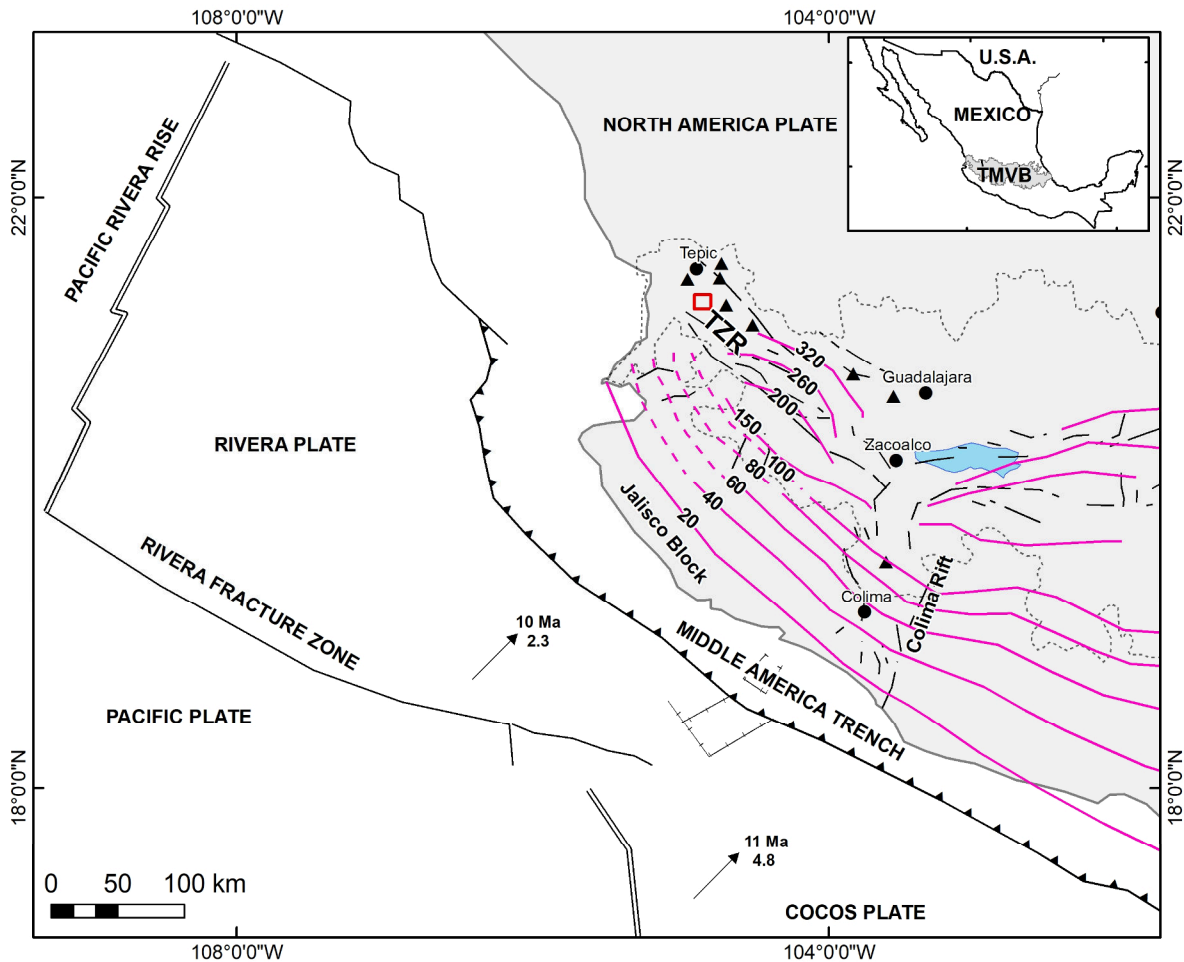 108°0'0"W
104°0'0"W
U.S.A.
MEXICO
TMVB
NORTH AMERICA PLATE
PACIFIC RIVERA RISE
22°0'0"N
22°0'0"N
Tepic
TZR
320
260
200
150
100
80
60
40
20
Guadalajara
Zacoalco
RIVERA PLATE
Jalisco Block
RIVERA FRACTURE ZONE
Colima
Colima Rift
10 Ma
2.3
MIDDLE AMERICA TRENCH
PACIFIC PLATE
18°0'0"N
18°0'0"N
11 Ma
4.8
0 50 100 km
COCOS PLATE
108°0'0"W
104°0'0"W